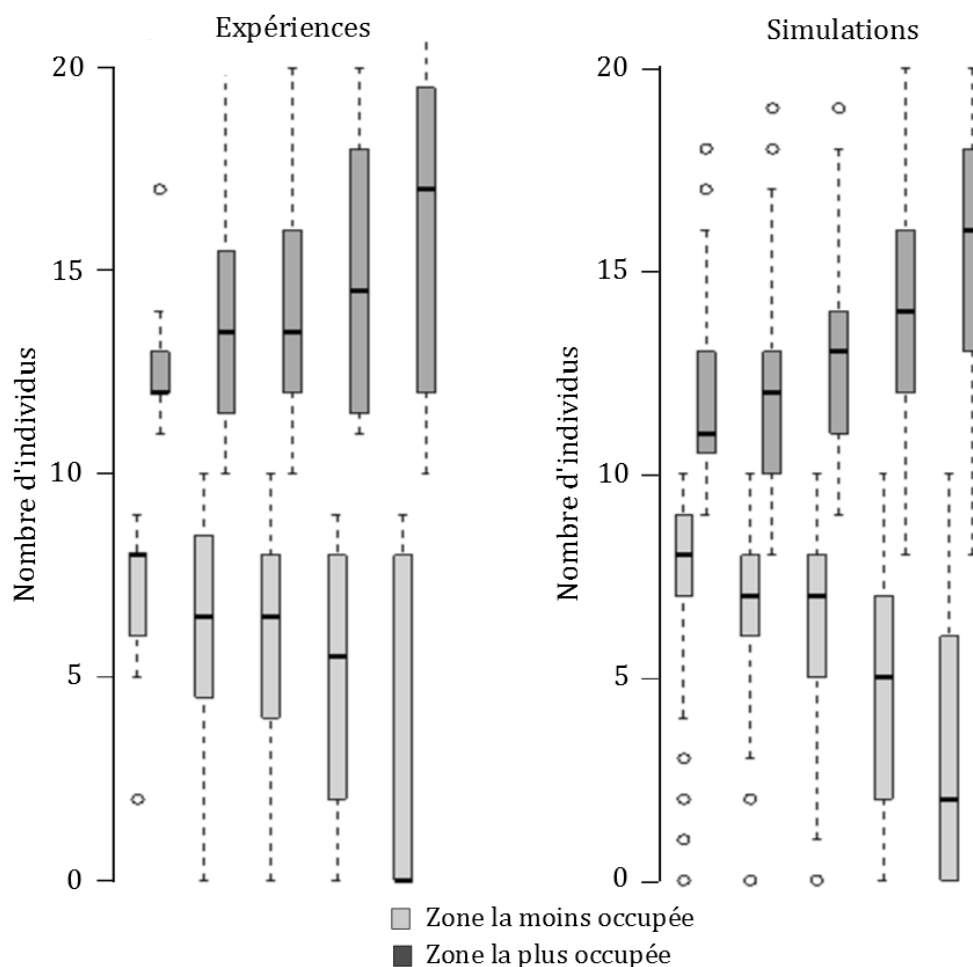 Expériences
Nombre d'individus
20
15
10
5
0
Simulations
Nombre d'individus
20
15
10
5
0
Zone la moins occupée
Zone la plus occupée